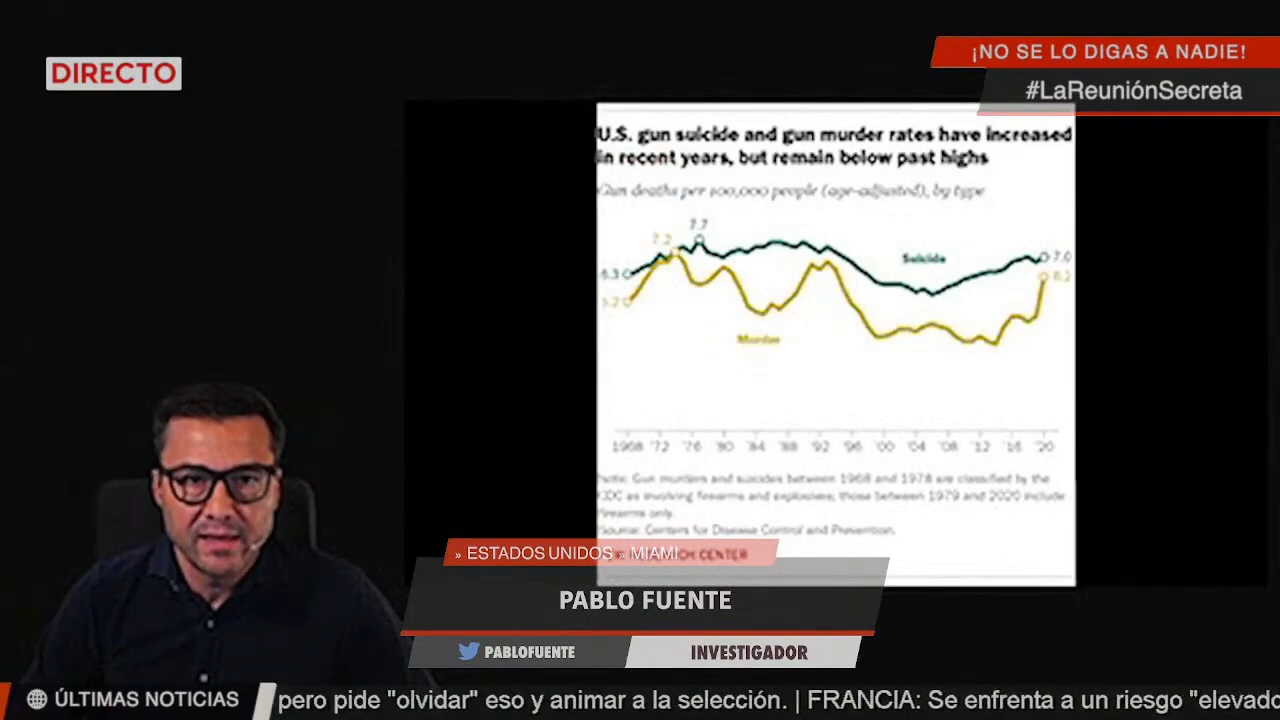 DIRECTO
¡NO SE LO DIGAS A NADIE!
#LaReuniónSecreta
U.S. gun suicide and gun murder rates have increased
in recent years, but remain below past highs
Gun deaths per 100,000 people (age-adjusted), by type
7.7
7.2
Suicide
7.0
6.3
6.2
5.2
Murder
1968 '72 '76 '80 '84 '88 '92 '96 '00 '04 '08 '12 '16 '20
Note: Gun murders and suicides between 1968 and 1978 are classified by the
CDC as involving firearms and explosives; those between 1979 and 2020 include
firearms only.
Source: Centers for Disease Control and Prevention.
CH CENTER
» ESTADOS UNIDOS » MIAMI
PABLO FUENTE
PABLOFUENTE
INVESTIGADOR
ÚLTIMAS NOTICIAS
pero pide "olvidar" eso y animar a la selección. | FRANCIA: Se enfrenta a un riesgo "elevado